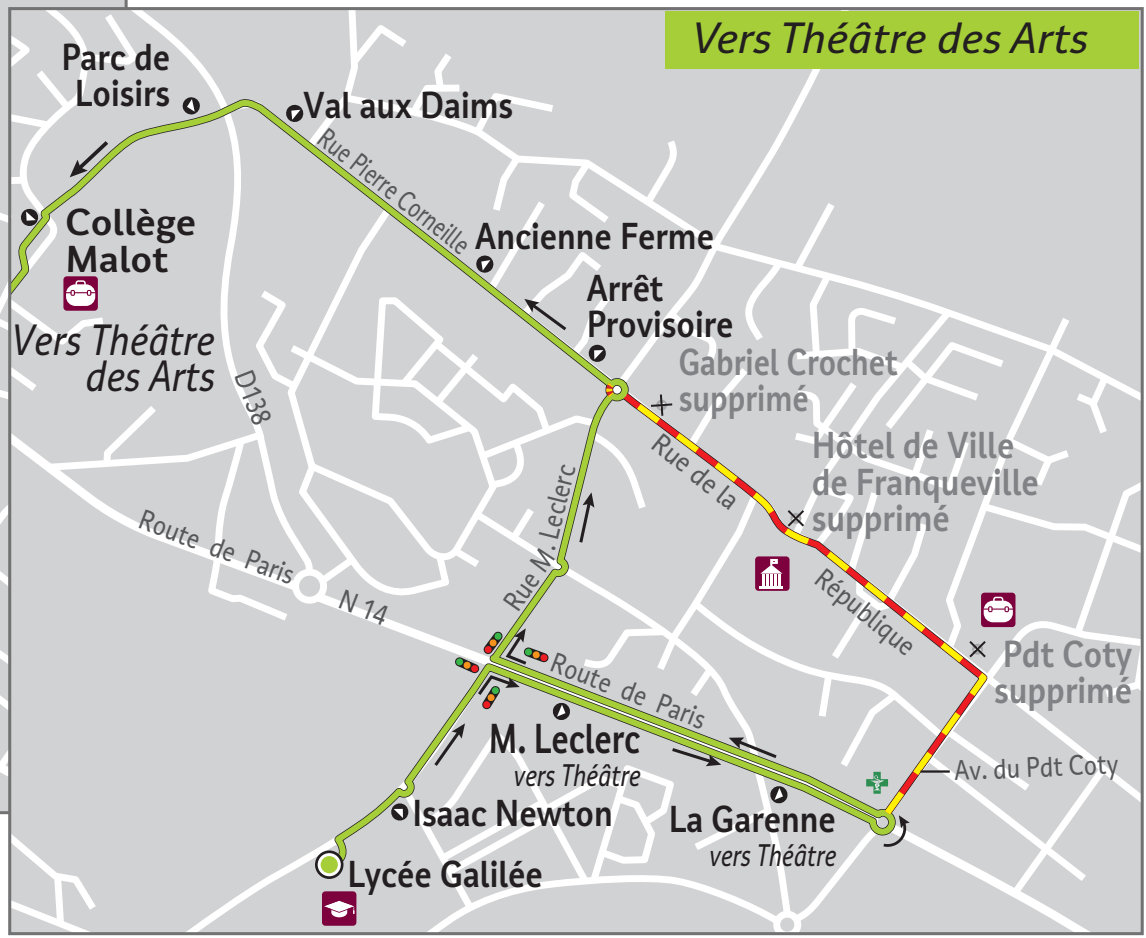 Vers Théâtre des Arts
Parc de
Loisirs
Val aux Daims
Rue Pierre Corneille
Collège
Malot
Ancienne Ferme
Arrêt
Provisoire
Vers Théâtre
des Arts
D138
Gabriel Crochet
supprimé
Rue de la
Hôtel de Ville
de Franqueville
supprimé
Rue M. Leclerc
Route de Paris
N 14
République
Pdt Coty
supprimé
Route de Paris
M. Leclerc
vers Théâtre
Av. du Pdt Coty
Isaac Newton
La Garenne
vers Théâtre
Lycée Galilée